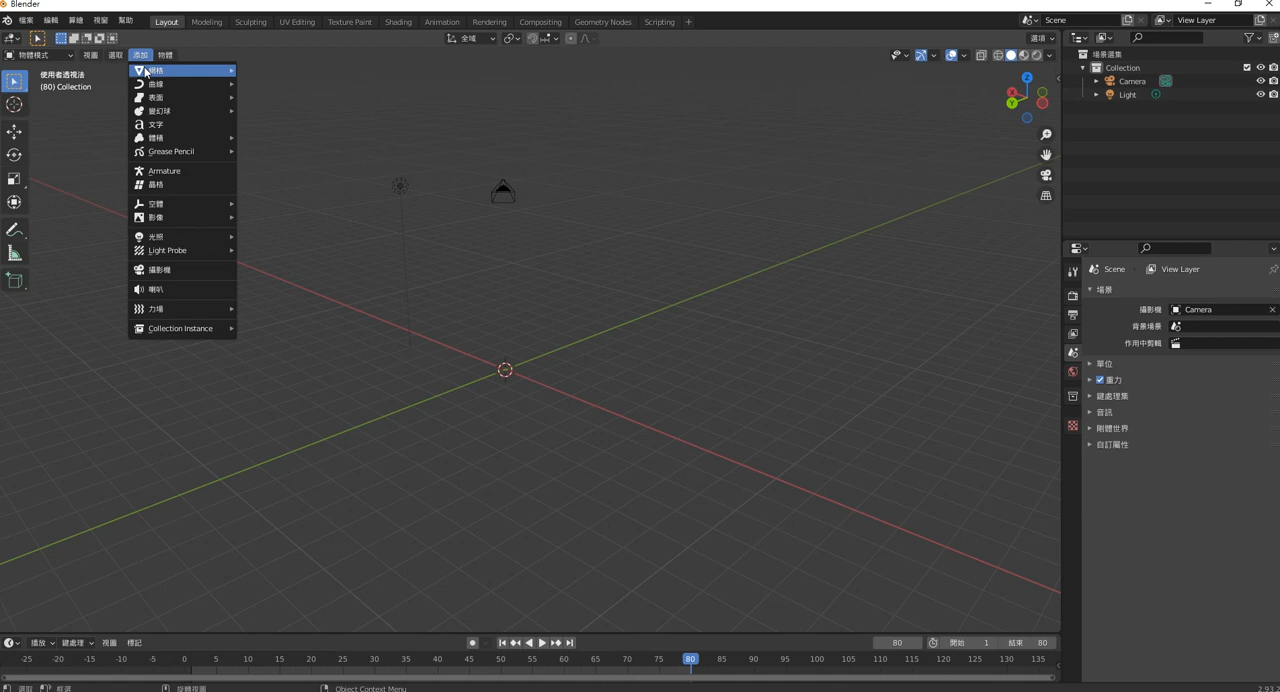 Blender
檔案 編輯 算繪 視窗 幫助 Layout Modeling Sculpting UV Editing Texture Paint Shading Animation Rendering Compositing Geometry Nodes Scripting + Scene View Layer
全域 選項
物體模式 視圖 選取 添加 物體
使用者透視法
(80) Collection
網格
曲線
表面
變幻球
文字
體積
Grease Pencil
Armature
晶格
空體
影像
光照
Light Probe
攝影機
喇叭
力場
Collection Instance
Z
Y
場景選集
Collection
Camera
Light
Scene View Layer
場景
攝影機 Camera
背景場景
作用中剪輯
單位
重力
鍵處理集
音訊
剛體世界
自訂屬性
播放 鍵處理 視圖 標記 80 開始 1 結束 80
-25 -20 -15 -10 -5 0 5 10 15 20 25 30 35 40 45 50 55 60 65 70 75 80 85 90 95 100 105 110 115 120 125 130 135
選取 框選 旋轉視圖 Object Context Menu 2.93.2